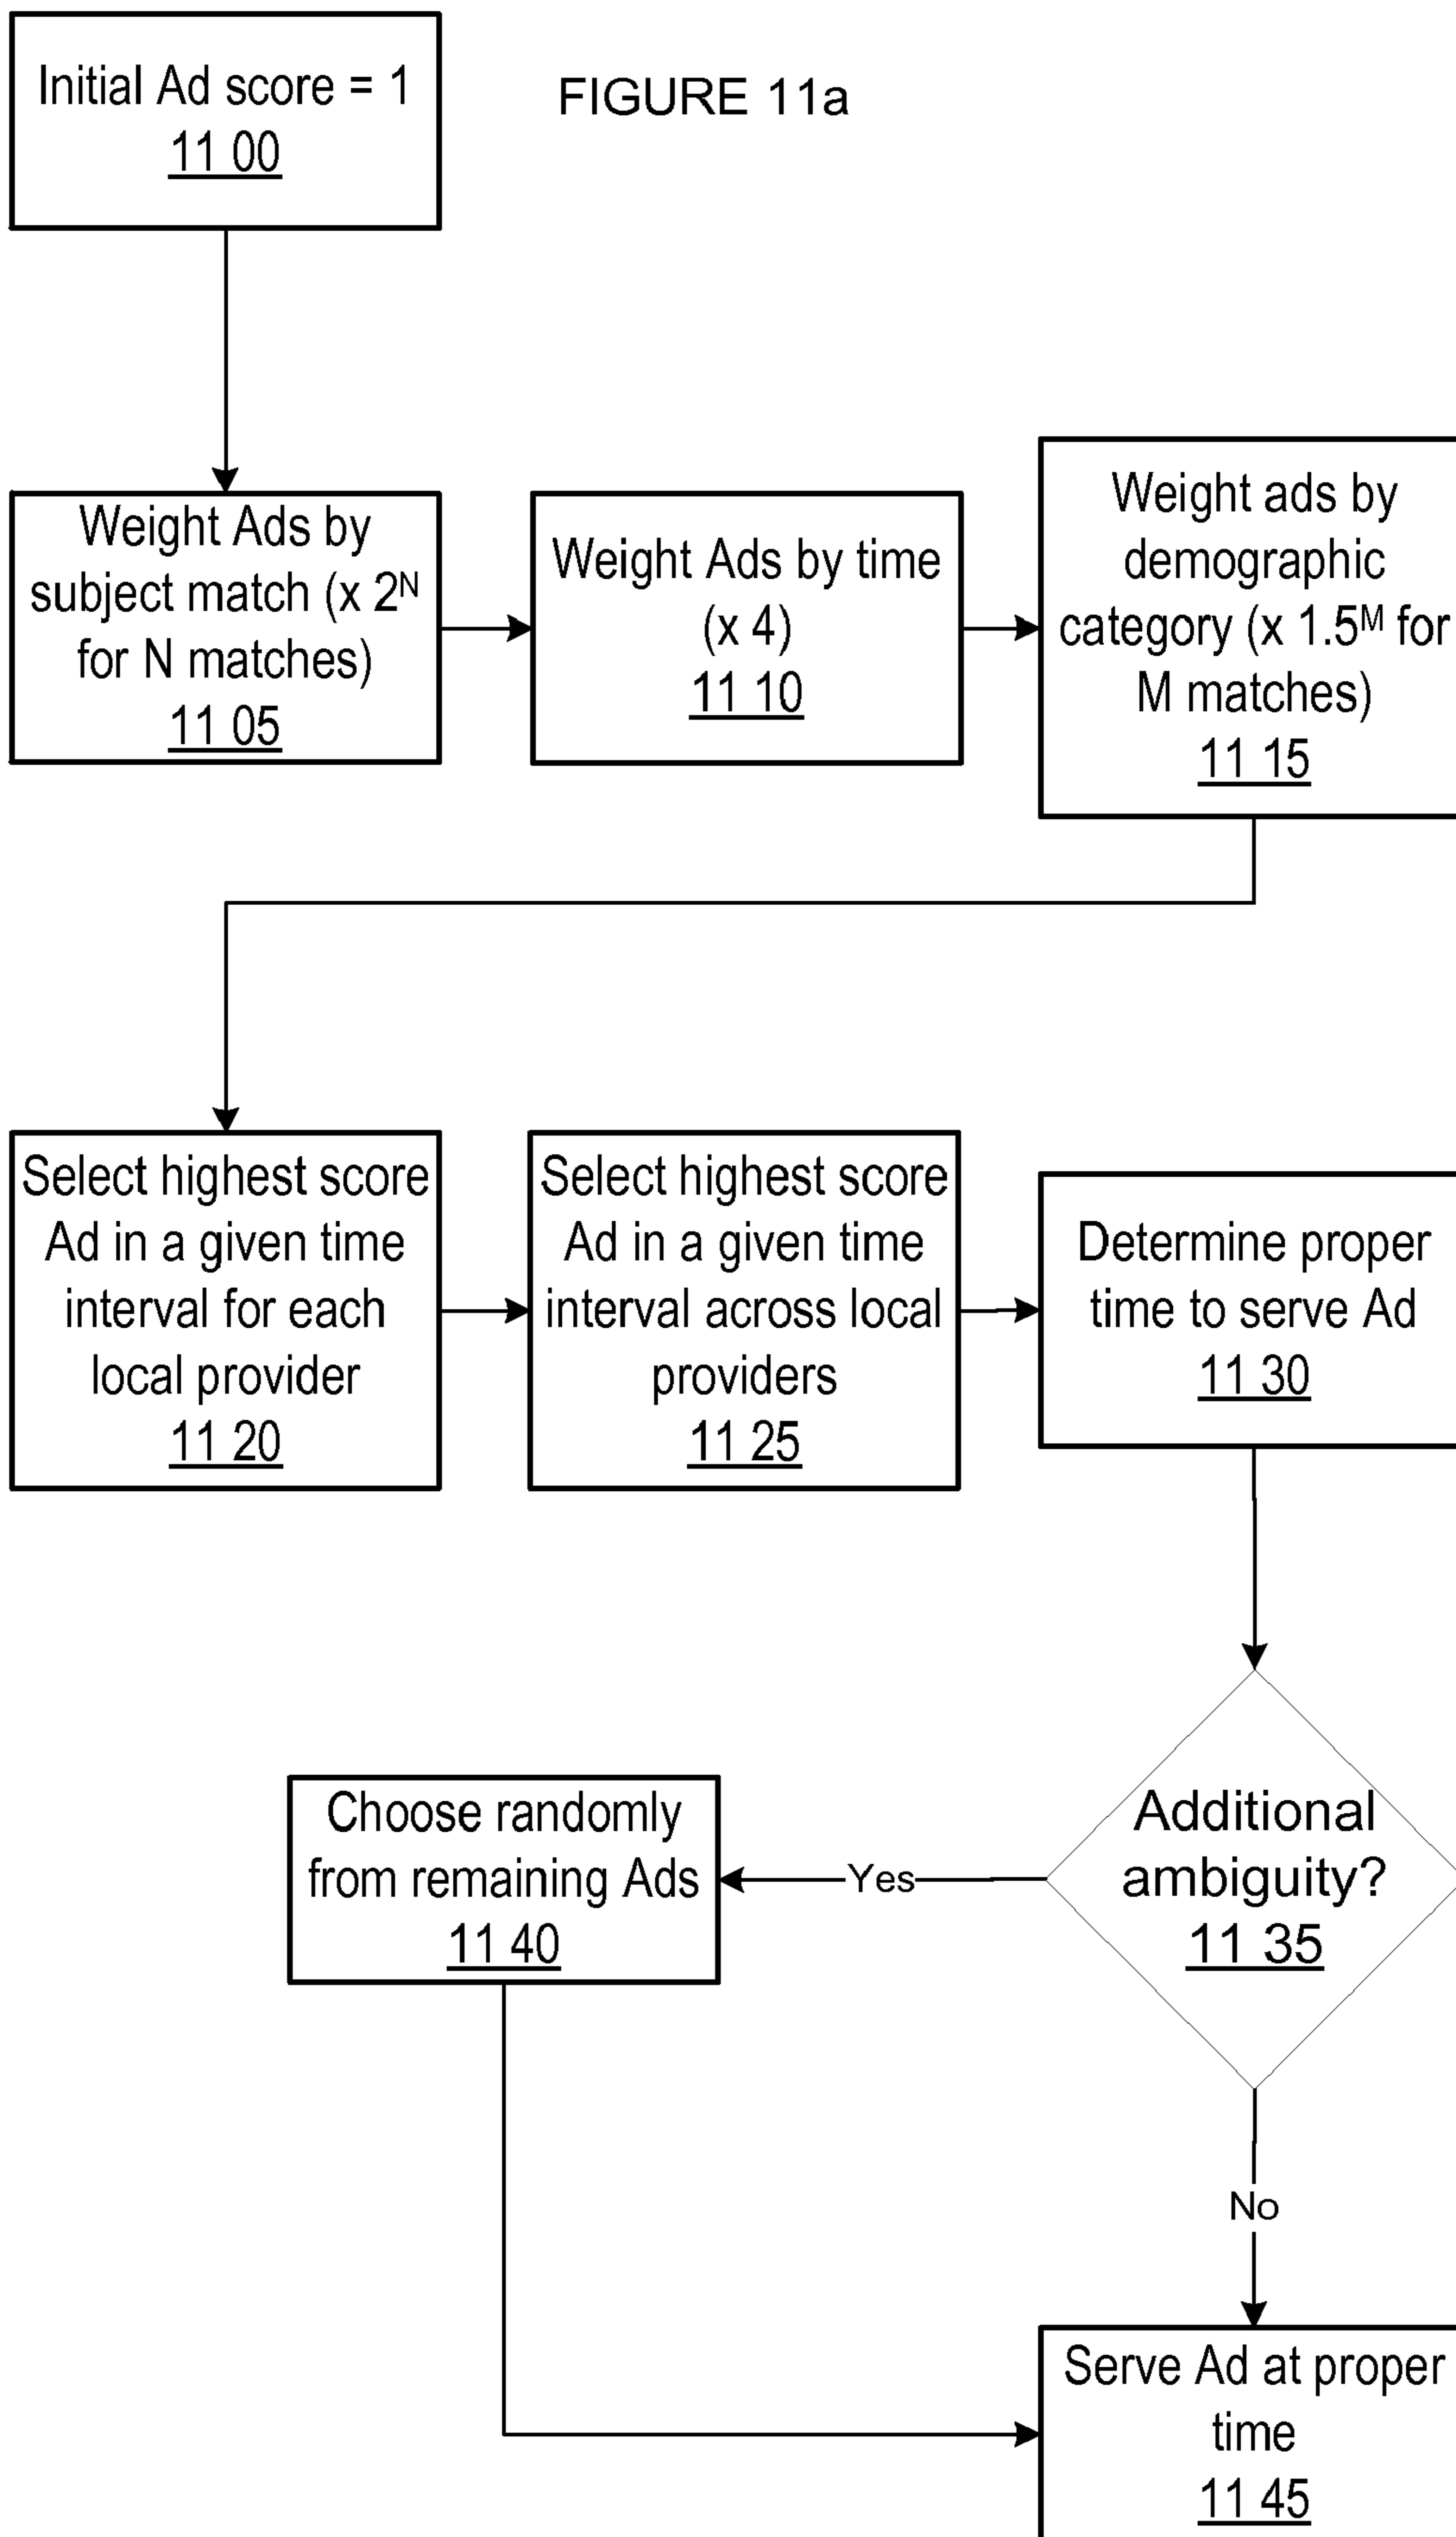 Initial Ad score = 1
11 00
FIGURE 11a
Weight Ads by
subject match (x 2ᴺ
for N matches)
11 05
Weight Ads by time
(x 4)
11 10
Weight ads by
demographic
category (x 1.5ᴹ for
M matches)
11 15
Select highest score
Ad in a given time
interval for each
local provider
11 20
Select highest score
Ad in a given time
interval across local
providers
11 25
Determine proper
time to serve Ad
11 30
Additional
ambiguity?
11 35
Yes
Choose randomly
from remaining Ads
11 40
No
Serve Ad at proper
time
11 45